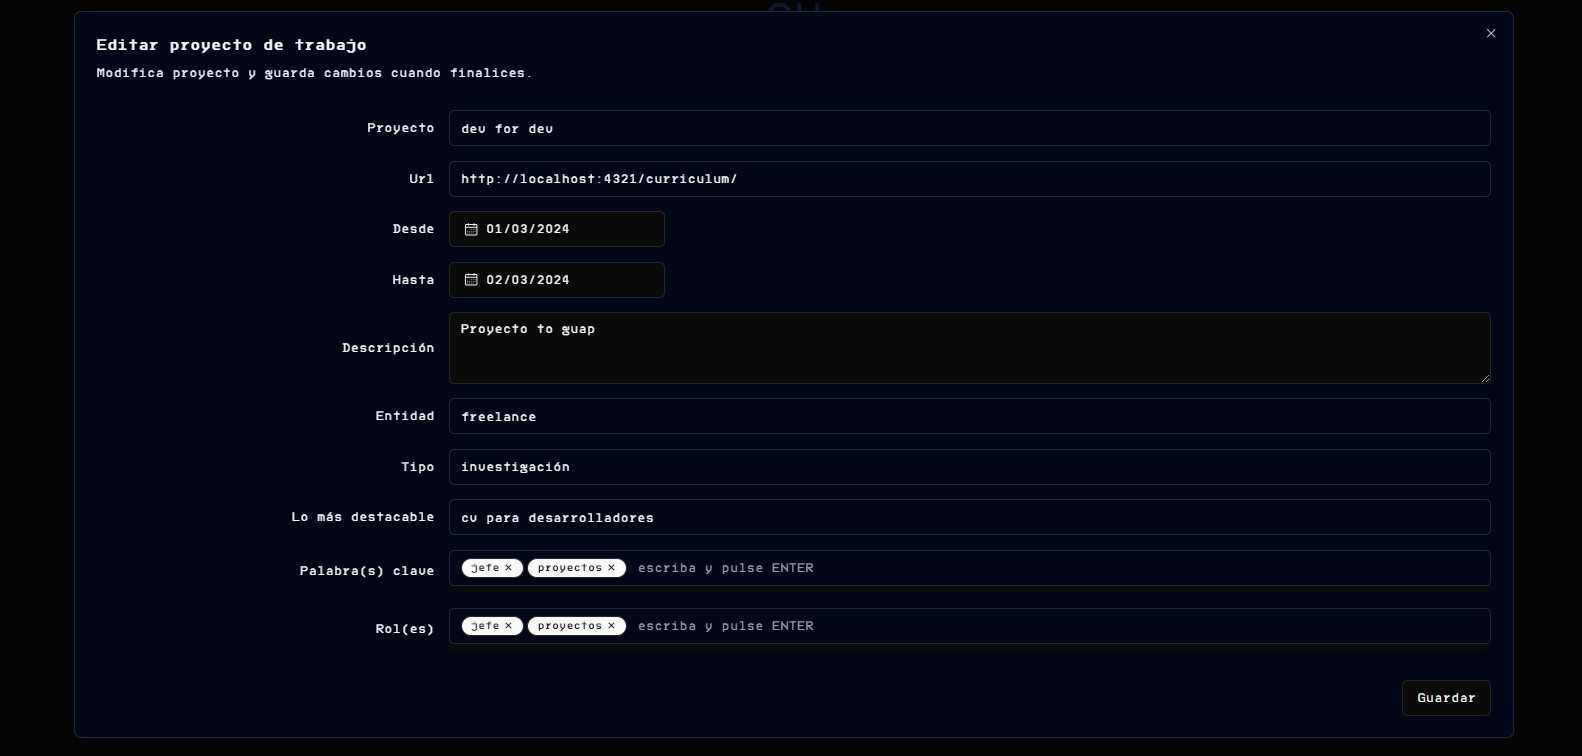 Editar proyecto de trabajo
Modifica proyecto y guarda cambios cuando finalices.
Proyecto dev for dev
Url http://localhost:4321/curriculum/
Desde 01/03/2024
Hasta 02/03/2024
Descripción Proyecto to guap
Entidad freelance
Tipo investigación
Lo más destacable cv para desarrolladores
Palabra(s) clave jefe × proyectos × escriba y pulse ENTER
Rol(es) jefe × proyectos × escriba y pulse ENTER
Guardar